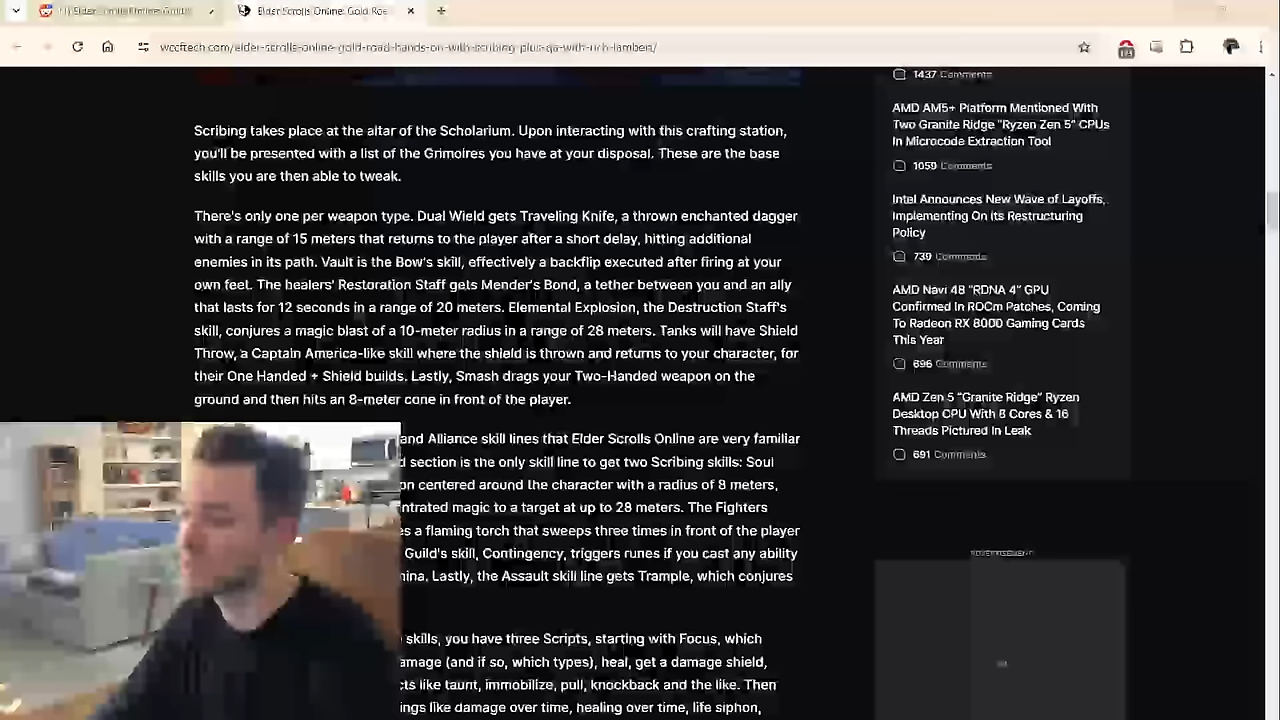 Elder Scrolls Online: Gold Roa
wccftech.com/elder-scrolls-online-gold-road-hands-on-with-scribing-plus-qa-with-rich-lambert/
1437 Comments
Scribing takes place at the altar of the Scholarium. Upon interacting with this crafting station,
you'll be presented with a list of the Grimoires you have at your disposal. These are the base
skills you are then able to tweak.
There's only one per weapon type. Dual Wield gets Traveling Knife, a thrown enchanted dagger
with a range of 15 meters that returns to the player after a short delay, hitting additional
enemies in its path. Vault is the Bow's skill, effectively a backflip executed after firing at your
own feet. The healers' Restoration Staff gets Mender's Bond, a tether between you and an ally
that lasts for 12 seconds in a range of 20 meters. Elemental Explosion, the Destruction Staff's
skill, conjures a magic blast of a 10-meter radius in a range of 28 meters. Tanks will have Shield
Throw, a Captain America-like skill where the shield is thrown and returns to your character, for
their One Handed + Shield builds. Lastly, Smash drags your Two-Handed weapon on the
ground and then hits an 8-meter cone in front of the player.
and Alliance skill lines that Elder Scrolls Online are very familiar
section is the only skill line to get two Scribing skills: Soul
on centered around the character with a radius of 8 meters,
ntrated magic to a target at up to 28 meters. The Fighters
es a flaming torch that sweeps three times in front of the player
Guild's skill, Contingency, triggers runes if you cast any ability
Lastly, the Assault skill line gets Trample, which conjures
skills, you have three Scripts, starting with Focus, which
amage (and if so, which types), heal, get a damage shield,
cts like taunt, immobilize, pull, knockback and the like. Then
ings like damage over time, healing over time, life siphon,
AMD AM5+ Platform Mentioned With
Two Granite Ridge "Ryzen Zen 5" CPUs
In Microcode Extraction Tool
1059 Comments
Intel Announces New Wave of Layoffs,
Implementing On its Restructuring
Policy
739 Comments
AMD Navi 48 "RDNA 4" GPU
Confirmed In ROCm Patches, Coming
To Radeon RX 8000 Gaming Cards
This Year
696 Comments
AMD Zen 5 "Granite Ridge" Ryzen
Desktop CPU With 8 Cores & 16
Threads Pictured In Leak
691 Comments
ADVERTISEMENT